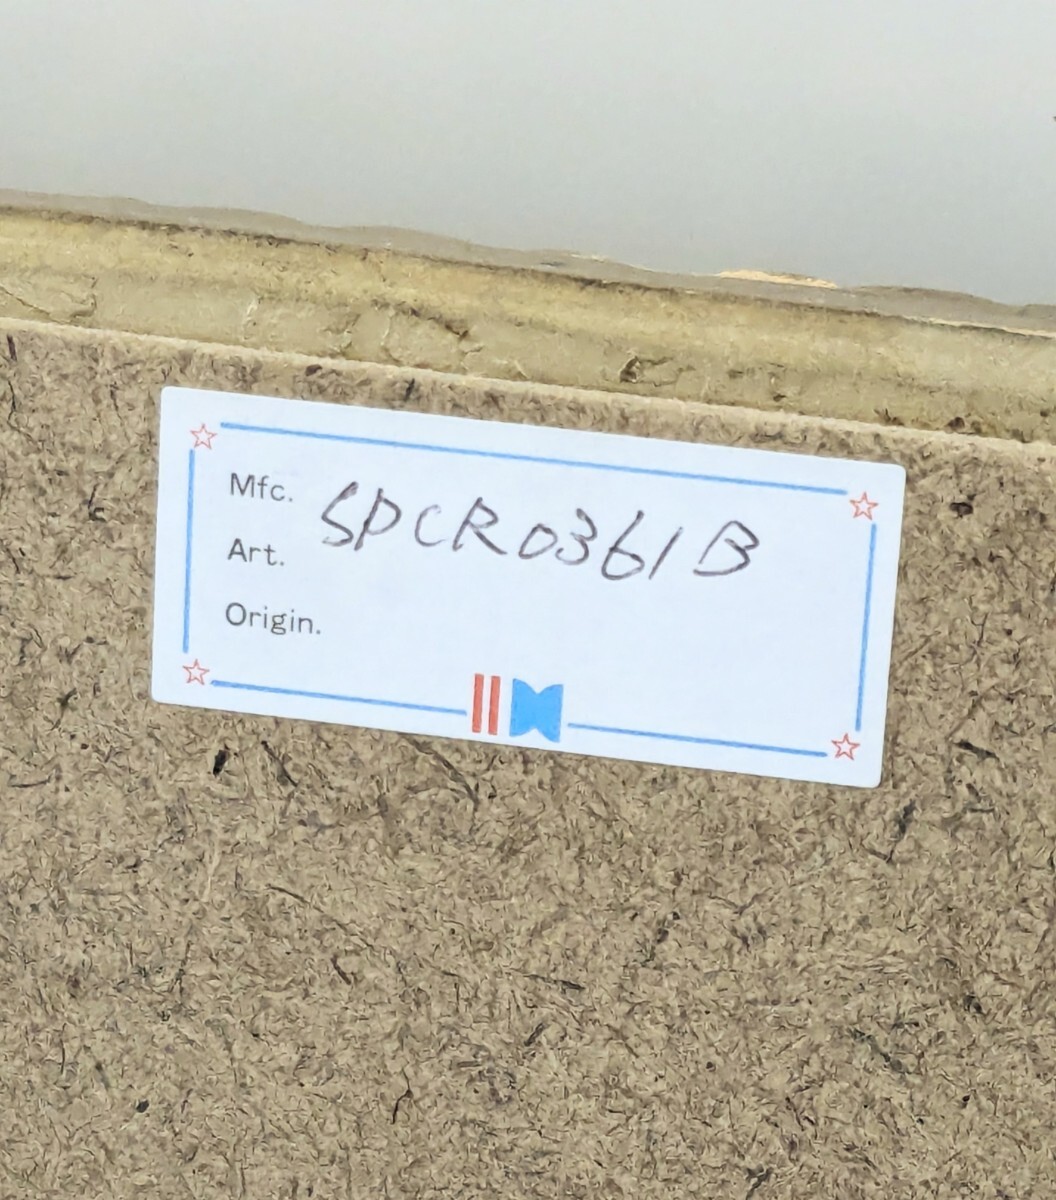 Mfc.
SPCR0361B
Art.
Origin.